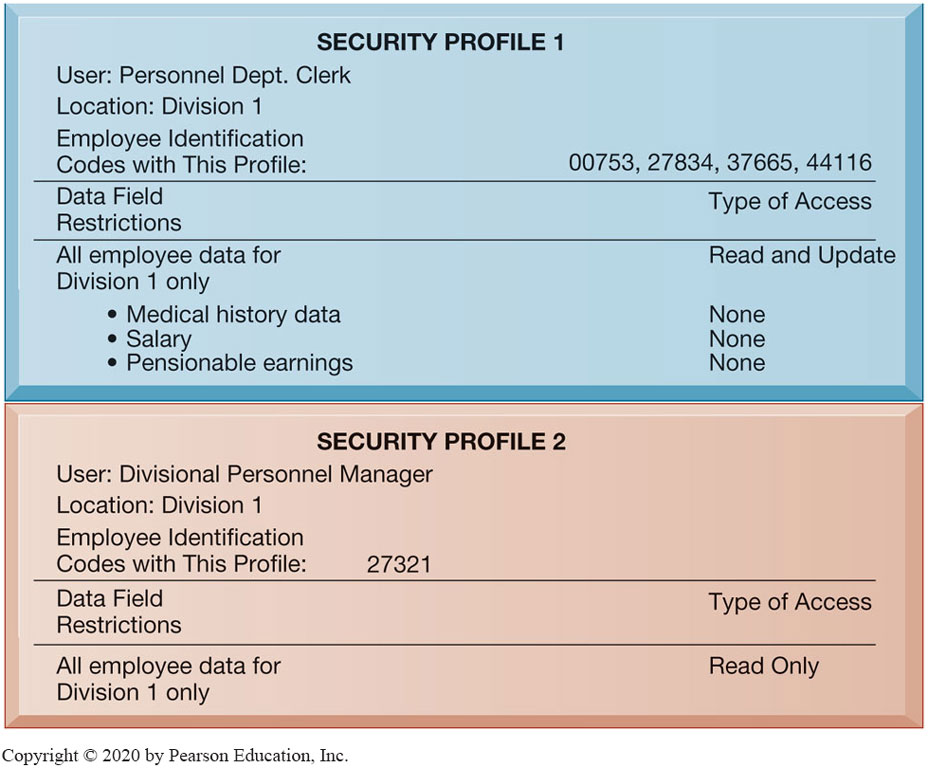 SECURITY PROFILE 1
User: Personnel Dept. Clerk
Location: Division 1
Employee Identification
Codes with This Profile: 00753, 27834, 37665, 44116
Data Field Type of Access
Restrictions
All employee data for Read and Update
Division 1 only
• Medical history data None
• Salary None
• Pensionable earnings None
SECURITY PROFILE 2
User: Divisional Personnel Manager
Location: Division 1
Employee Identification
Codes with This Profile: 27321
Data Field Type of Access
Restrictions
All employee data for Read Only
Division 1 only
Copyright © 2020 by Pearson Education, Inc.